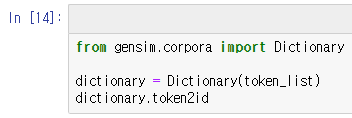 In [14]:
from gensim.corpora import Dictionary
dictionary = Dictionary(token_list)
dictionary.token2id